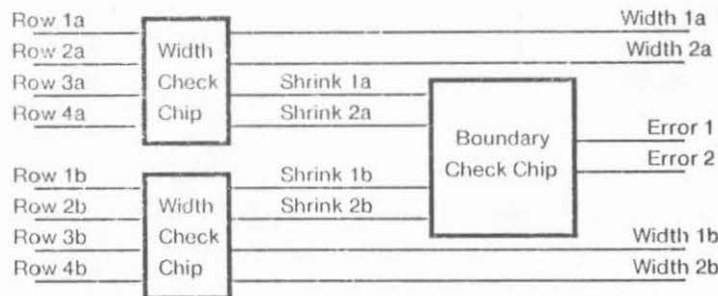 Row 1a
Width 1a
Row 2a
Width
Width 2a
Row 3a
Check
Shrink 1a
Row 4a
Chip
Shrink 2a
Boundary
Check Chip
Error 1
Error 2
Row 1b
Shrink 1b
Row 2b
Width
Shrink 2b
Row 3b
Check
Width 1b
Row 4b
Chip
Width 2b